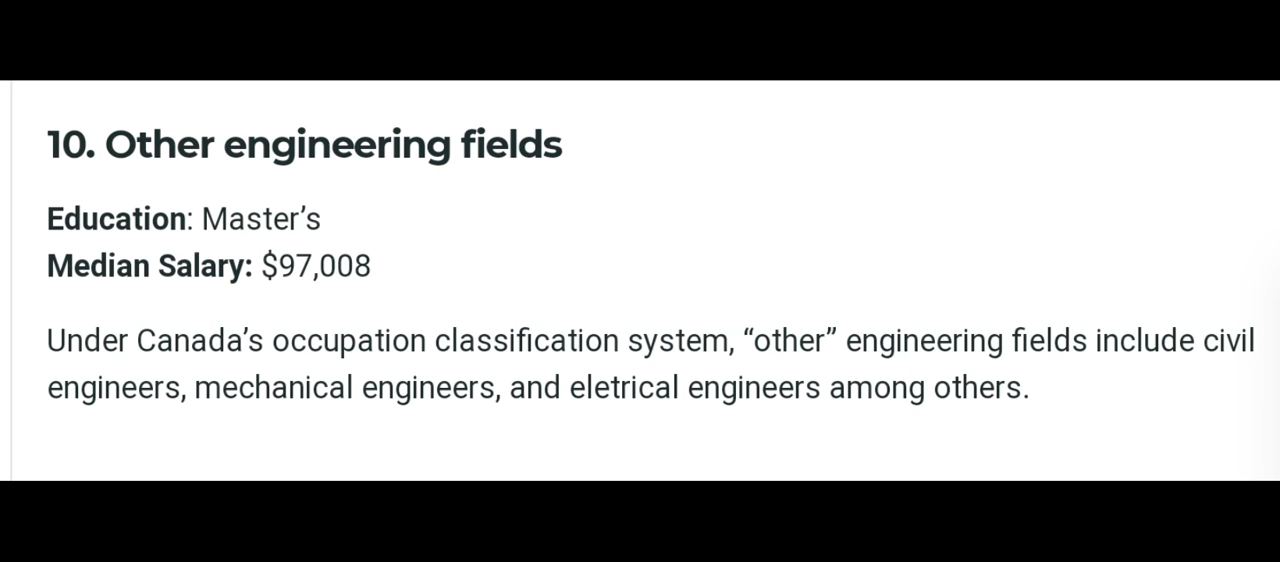 10. Other engineering fields
Education: Master’s
Median Salary: $97,008
Under Canada’s occupation classification system, “other” engineering fields include civil
engineers, mechanical engineers, and eletrical engineers among others.